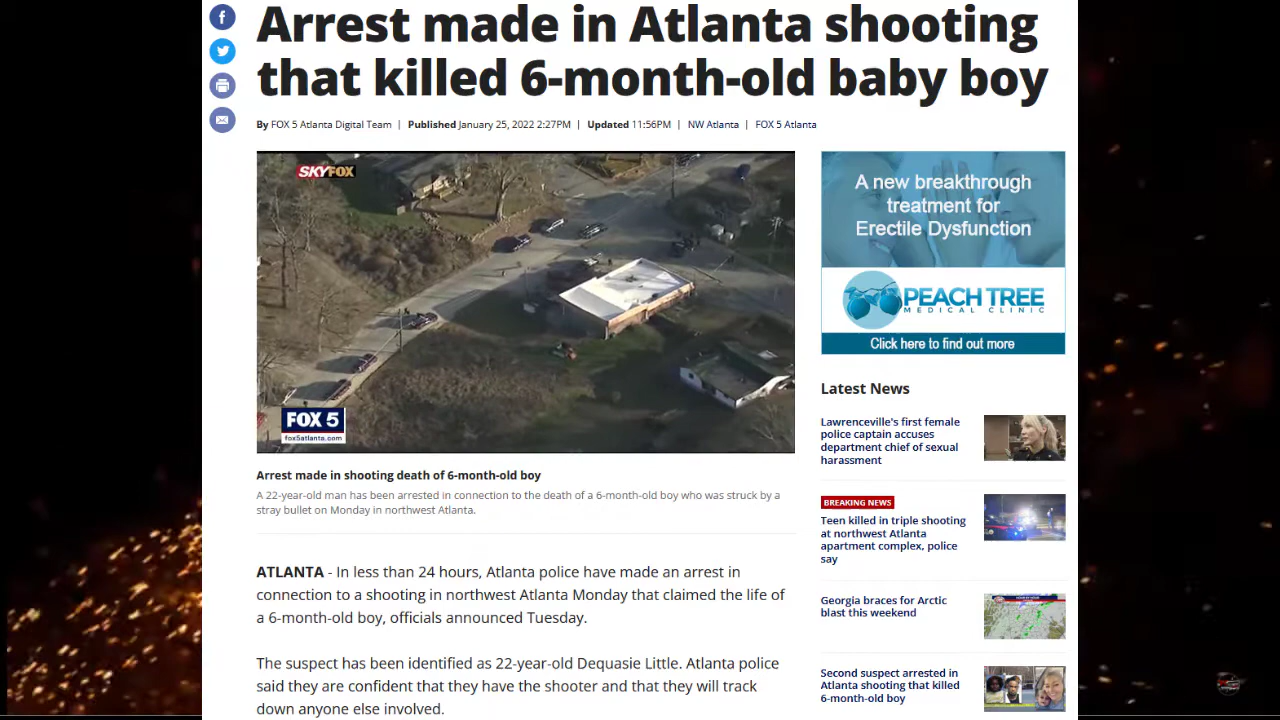 Arrest made in Atlanta shooting
that killed 6-month-old baby boy
By FOX 5 Atlanta Digital Team | Published January 25, 2022 2:27PM | Updated 11:56PM | NW Atlanta | FOX 5 Atlanta
SKYFOX
FOX 5
fox5atlanta.com
Arrest made in shooting death of 6-month-old boy
A 22-year-old man has been arrested in connection to the death of a 6-month-old boy who was struck by a
stray bullet on Monday in northwest Atlanta.
ATLANTA - In less than 24 hours, Atlanta police have made an arrest in
connection to a shooting in northwest Atlanta Monday that claimed the life of
a 6-month-old boy, officials announced Tuesday.
The suspect has been identified as 22-year-old Dequasie Little. Atlanta police
said they are confident that they have the shooter and that they will track
down anyone else involved.
A new breakthrough
treatment for
Erectile Dysfunction
PEACH TREE
MEDICAL CLINIC
Click here to find out more
Latest News
Lawrenceville's first female
police captain accuses
department chief of sexual
harassment
BREAKING NEWS
Teen killed in triple shooting
at northwest Atlanta
apartment complex, police
say
Georgia braces for Arctic
blast this weekend
Second suspect arrested in
Atlanta shooting that killed
6-month-old boy